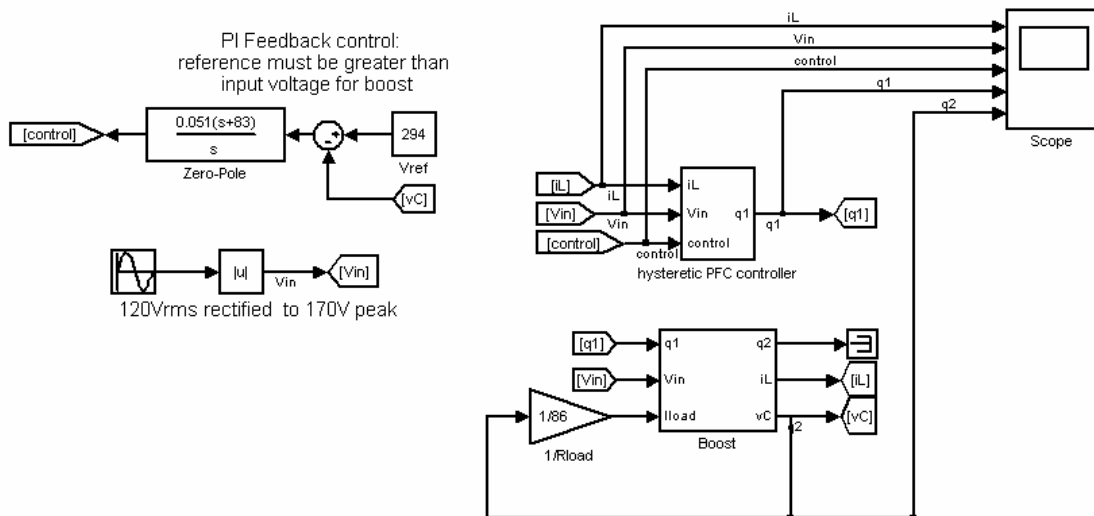 PI Feedback control:
reference must be greater than
input voltage for boost
[control]
0.051(s+83)
s
Zero-Pole
294
Vref
[vC]
|u|
Vin
[Vin]
120Vrms rectified to 170V peak
iL
Vin
control
q1
q2
Scope
[iL]
iL
iL
[Vin]
Vin
Vin
q1
q1
[q1]
[control]
control
control
hysteretic PFC controller
[q1]
q1
q2
[Vin]
Vin
iL
[iL]
1/86
Iload
vC
q2
[vC]
1/Rload
Boost